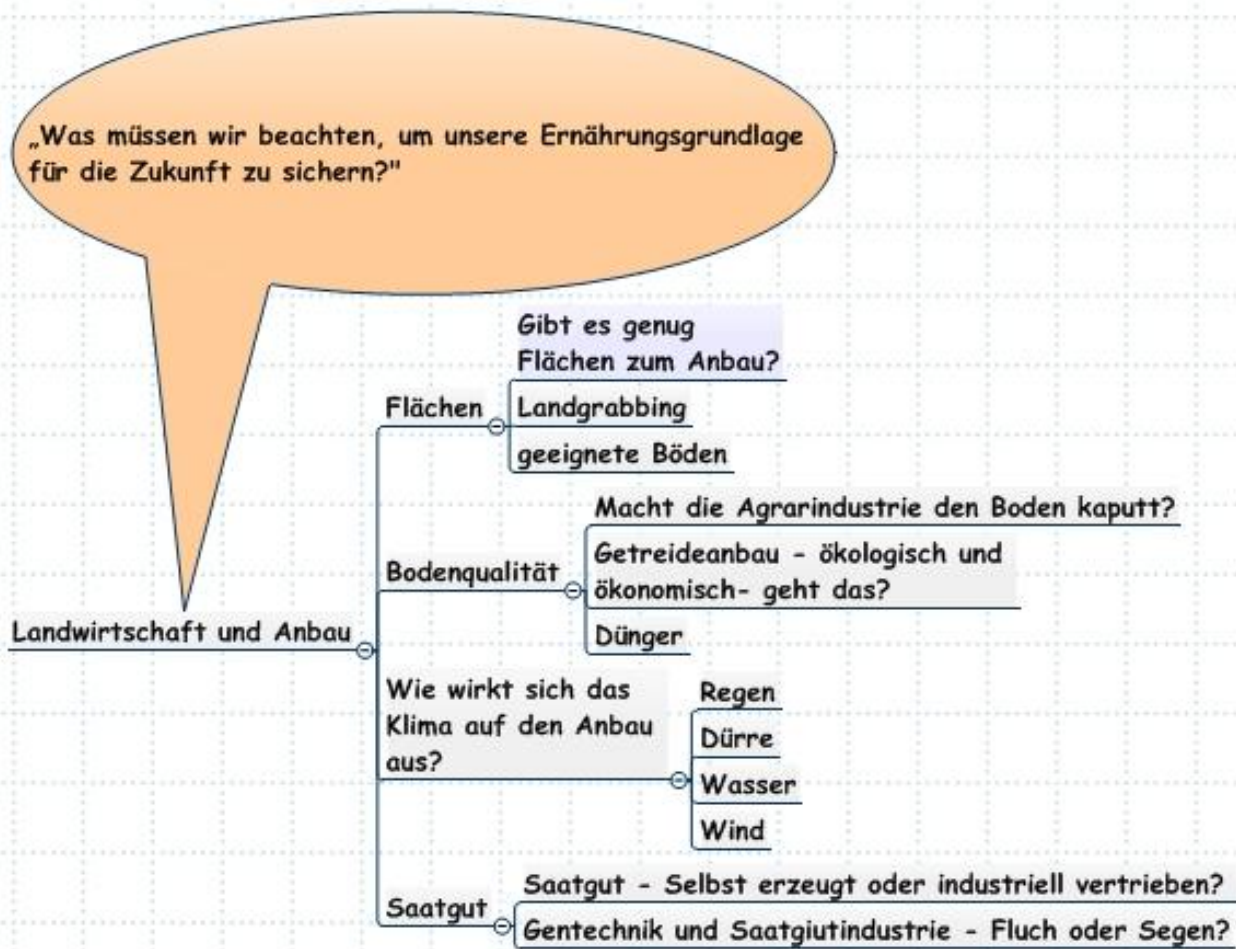 „Was müssen wir beachten, um unsere Ernährungsgrundlage
für die Zukunft zu sichern?"
Landwirtschaft und Anbau
Flächen
Gibt es genug
Flächen zum Anbau?
Landgrabbing
geeignete Böden
Bodenqualität
Macht die Agrarindustrie den Boden kaputt?
Getreideanbau - ökologisch und
ökonomisch- geht das?
Dünger
Wie wirkt sich das
Klima auf den Anbau
aus?
Regen
Dürre
Wasser
Wind
Saatgut
Saatgut - Selbst erzeugt oder industriell vertrieben?
Gentechnik und Saatgiutindustrie - Fluch oder Segen?